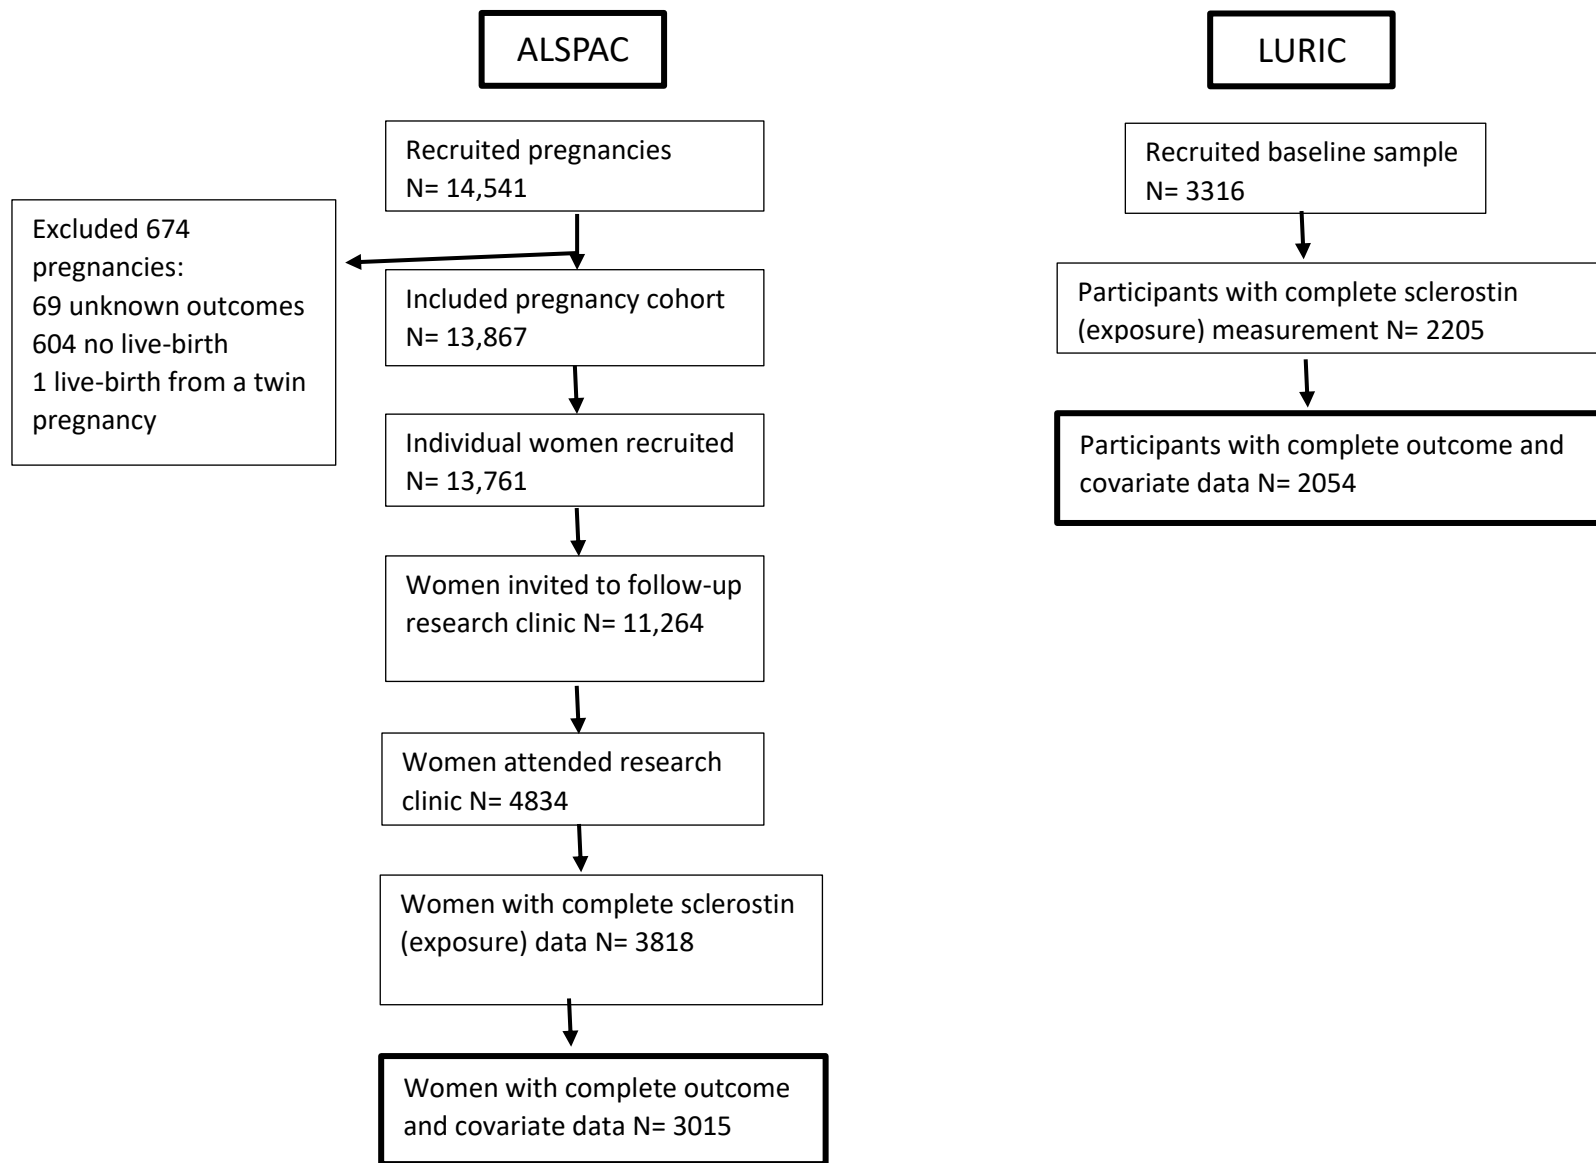 ALSPAC
Recruited pregnancies
N= 14,541
Excluded 674
pregnancies:
69 unknown outcomes
604 no live-birth
1 live-birth from a twin
pregnancy
Included pregnancy cohort
N= 13,867
Individual women recruited
N= 13,761
Women invited to follow-up
research clinic N= 11,264
Women attended research
clinic N= 4834
Women with complete sclerostin
(exposure) data N= 3818
Women with complete outcome
and covariate data N= 3015
LURIC
Recruited baseline sample
N= 3316
Participants with complete sclerostin
(exposure) measurement N= 2205
Participants with complete outcome and
covariate data N= 2054